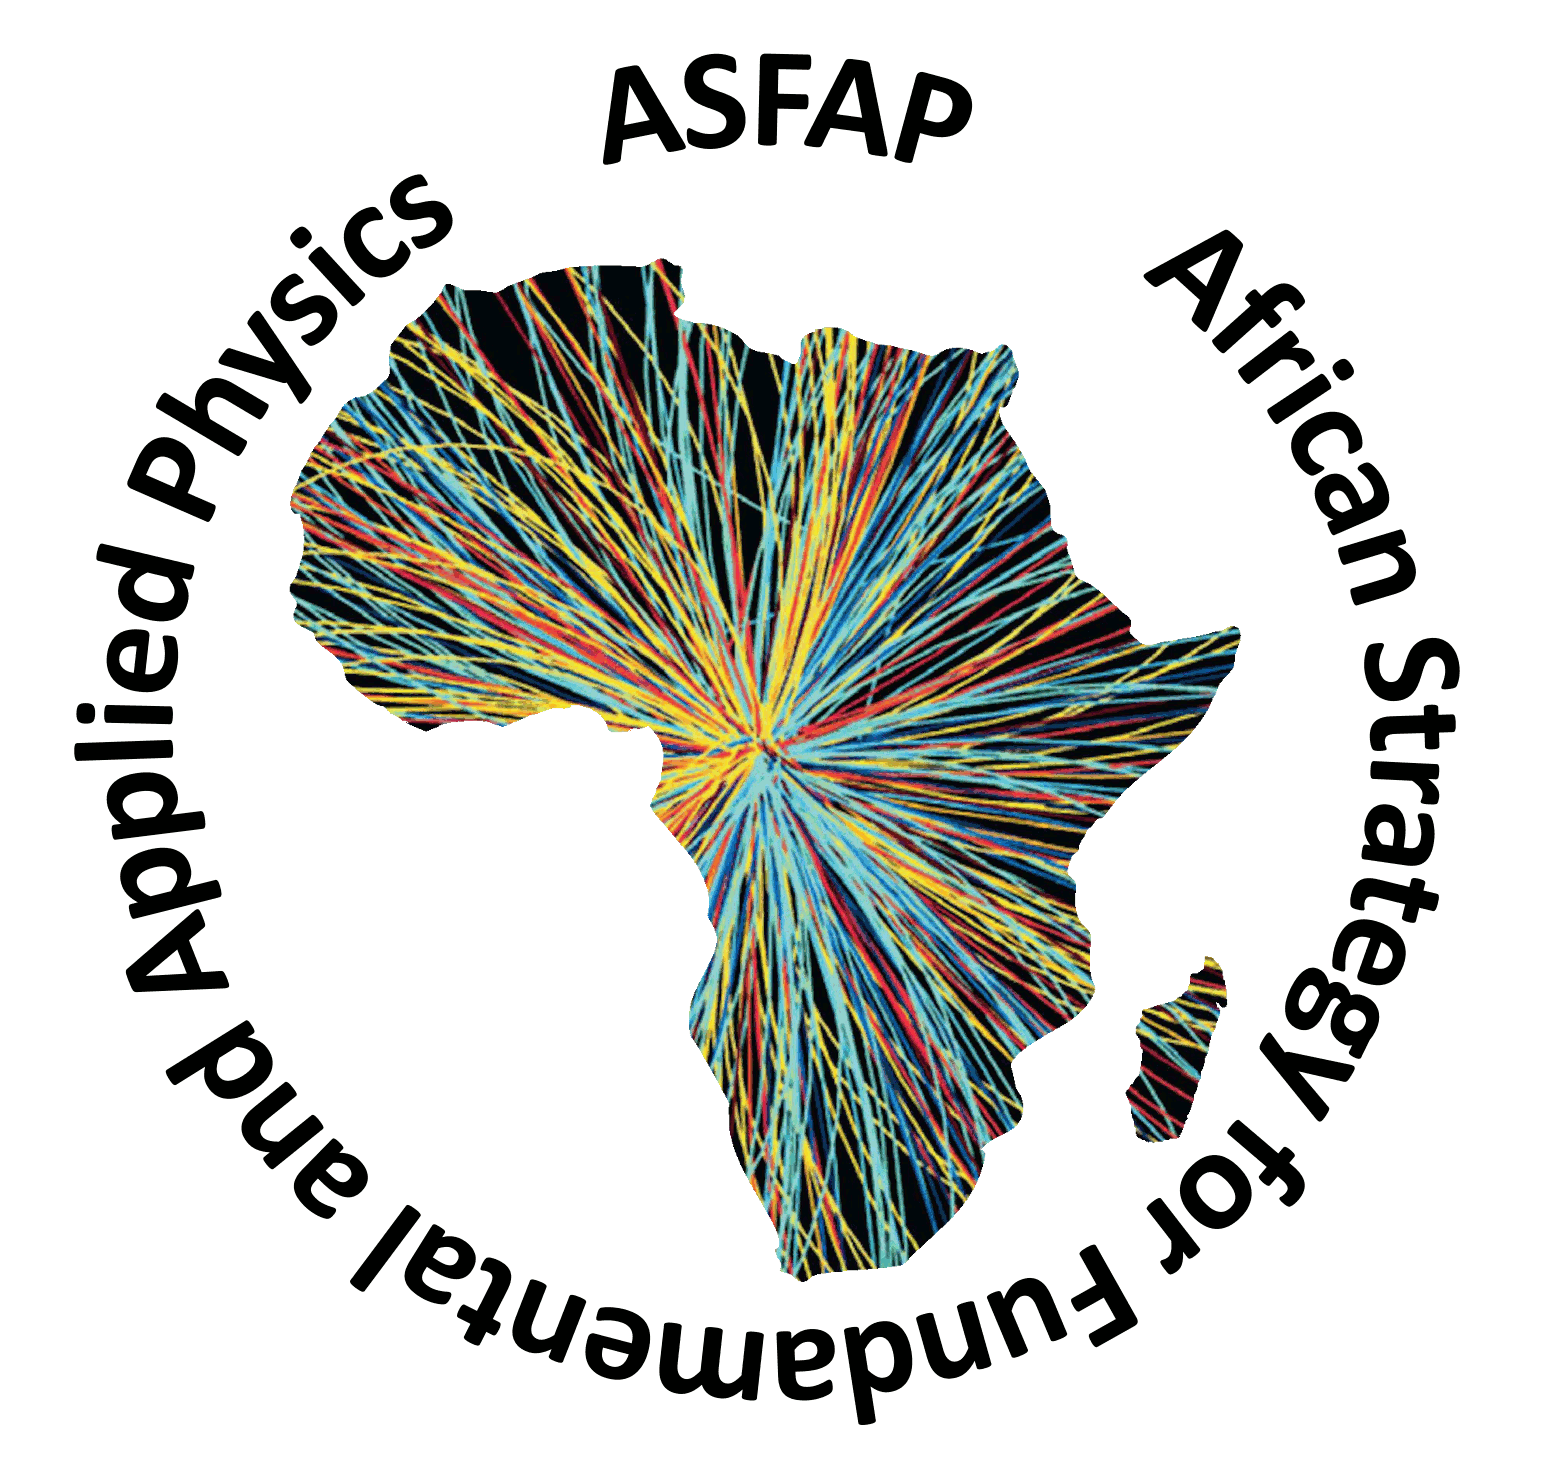 ASFAP
African Strategy for Fundamental and Applied Physics